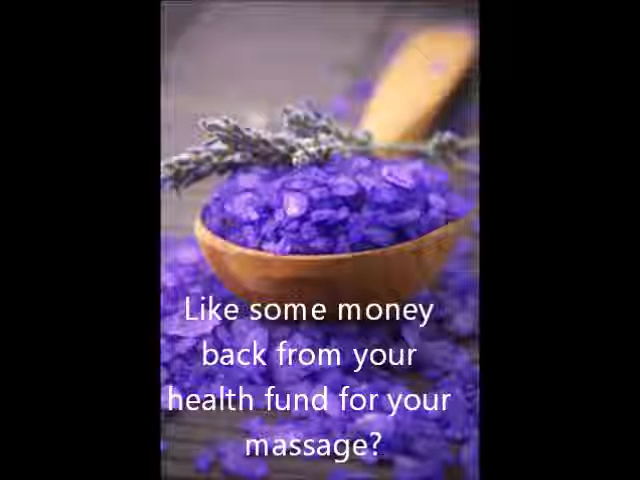 Like some money
back from your
health fund for your
massage?